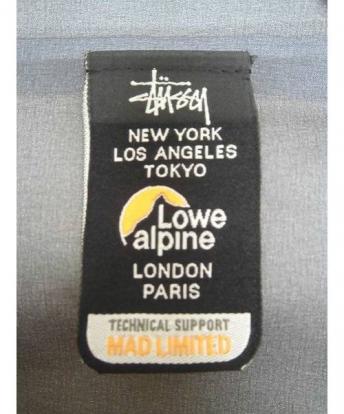 Stüssy
NEW YORK
LOS ANGELES
TOKYO
Lowe
alpine
LONDON
PARIS
TECHNICAL SUPPORT
MAD LIMITED